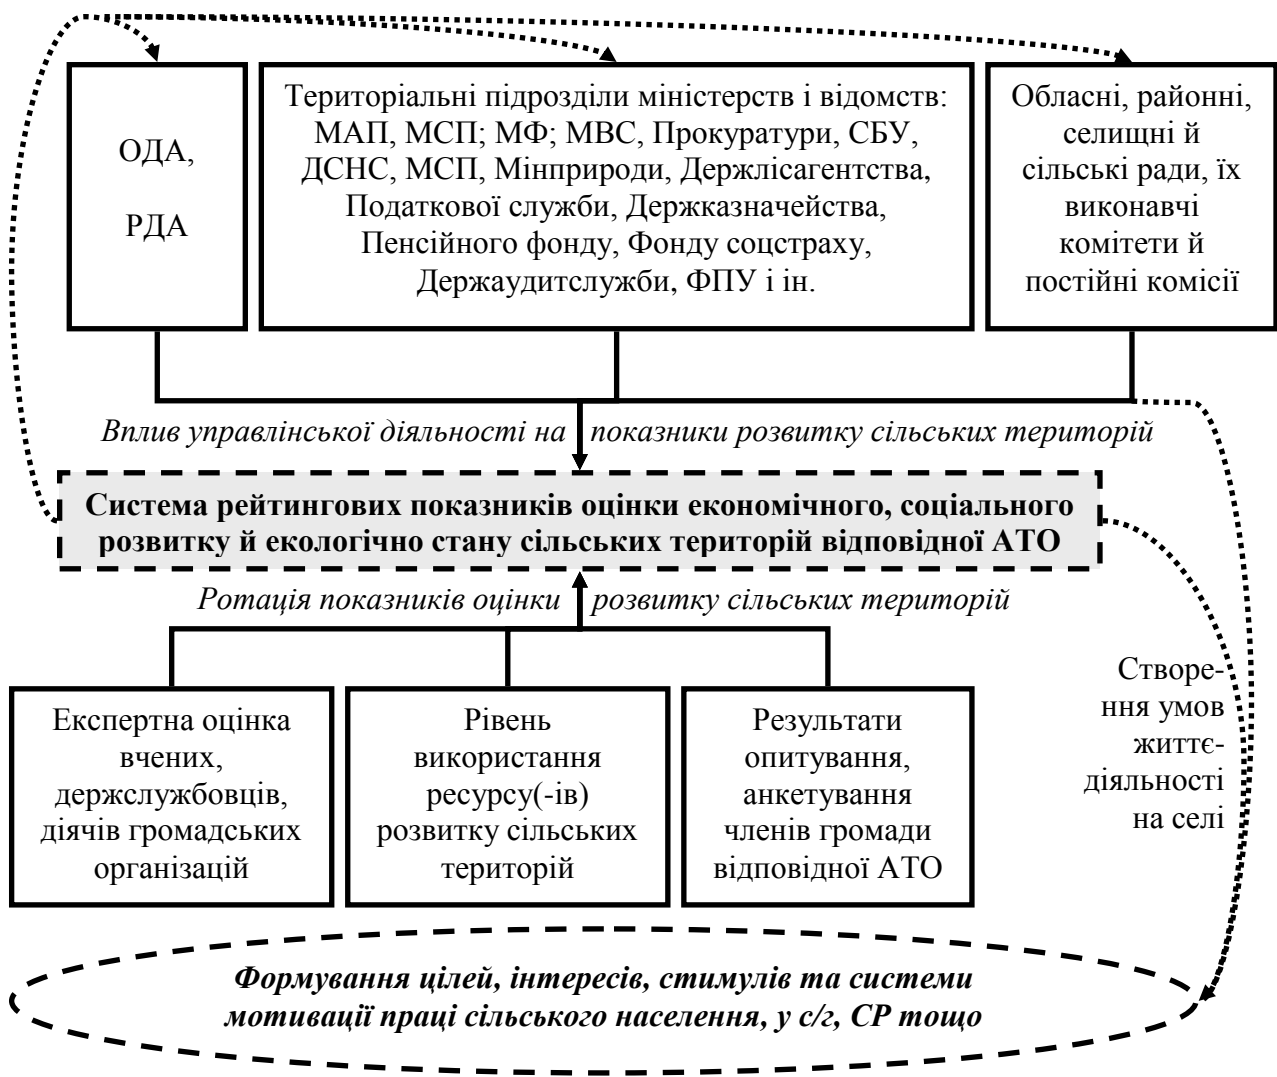 ОДА,
РДА
Територіальні підрозділи міністерств і відомств:
МАП, МСП; МФ; МВС, Прокуратури, СБУ,
ДСНС, МСП, Мінприроди, Держлісагентства,
Податкової служби, Держказначейства,
Пенсійного фонду, Фонду соцстраху,
Держаудитслужби, ФПУ і ін.
Обласні, районні,
селищні й
сільські ради, їх
виконавчі
комітети й
постійні комісії
Вплив управлінської діяльності на показники розвитку сільських територій
Система рейтингових показників оцінки економічного, соціального
розвитку й екологічно стану сільських територій відповідної АТО
Ротація показників оцінки розвитку сільських територій
Експертна оцінка
вчених,
держслужбовців,
діячів громадських
організацій
Рівень
використання
ресурсу(-ів)
розвитку сільських
територій
Результати
опитування,
анкетування
членів громади
відповідної АТО
Створе-
ння умов
життє-
діяльності
на селі
Формування цілей, інтересів, стимулів та системи
мотивації праці сільського населення, у с/г, СР тощо